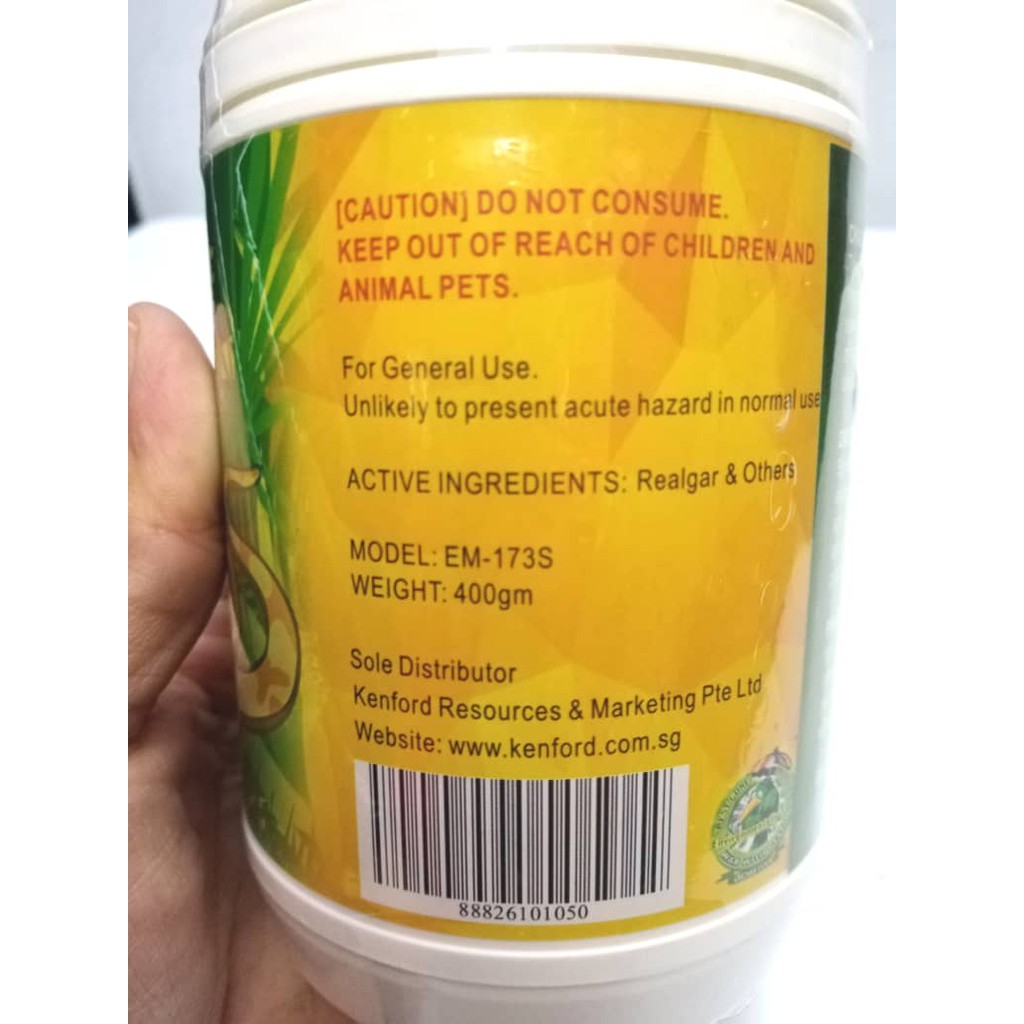 [CAUTION] DO NOT CONSUME.
KEEP OUT OF REACH OF CHILDREN AND
ANIMAL PETS.
For General Use.
Unlikely to present acute hazard in normal use
ACTIVE INGREDIENTS: Realgar & Others
MODEL: EM-173S
WEIGHT: 400gm
Sole Distributor
Kenford Resources & Marketing Pte Ltd
Website: www.kenford.com.sg
88826101050